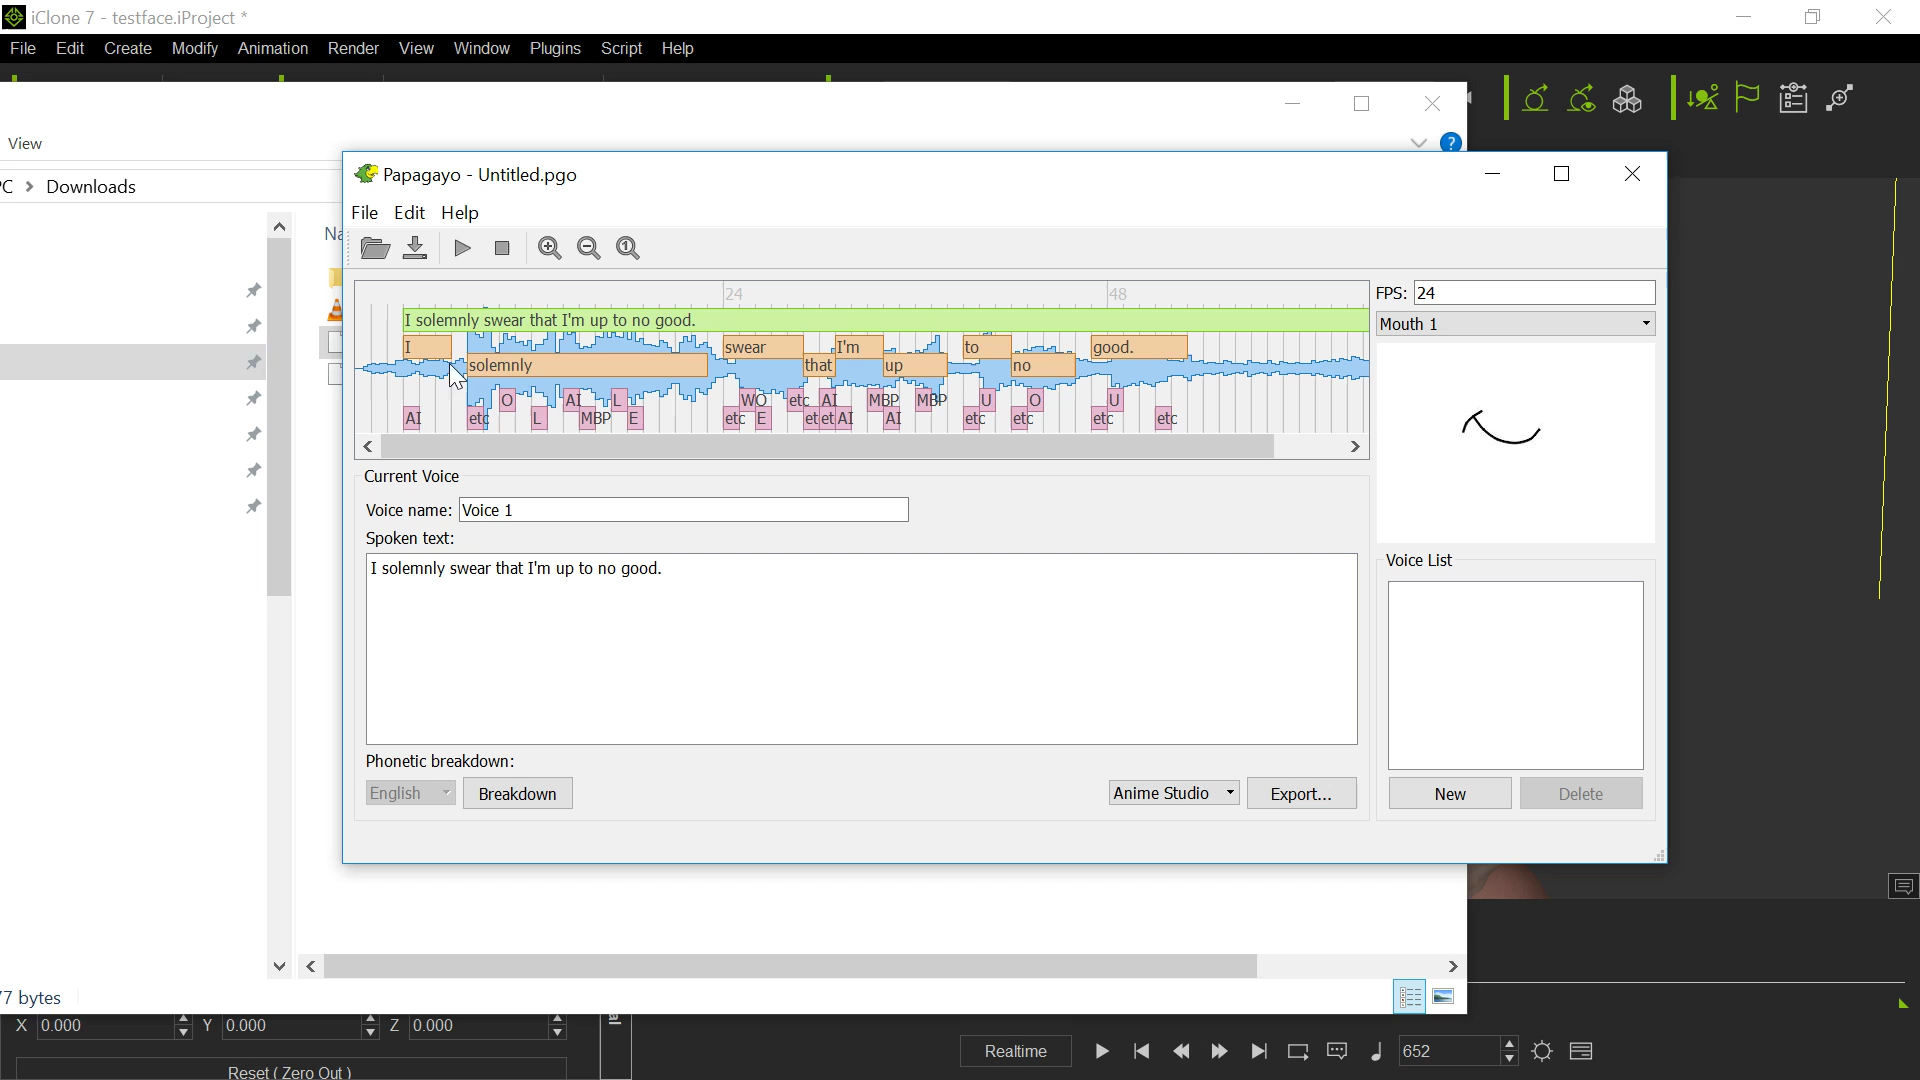 iClone 7 - testface.iProject *
File Edit Create Modify Animation Render View Window Plugins Script Help
View
?
Downloads
Papagayo - Untitled.pgo
File Edit Help
1
24 48
FPS: 24
I solemnly swear that I'm up to no good.
Mouth 1
I swear I'm to good.
solemnly that up no
O AI L WO etc AI MBP MBP U O U
AI etc L MBP E etc E et et AI AI etc etc etc etc
Current Voice
Voice name: Voice 1
Spoken text:
I solemnly swear that I'm up to no good.
Voice List
Phonetic breakdown:
English Breakdown Anime Studio Export... New Delete
77 bytes
X 0.000 Y 0.000 Z 0.000
Realtime 652
Reset ( Zero Out )